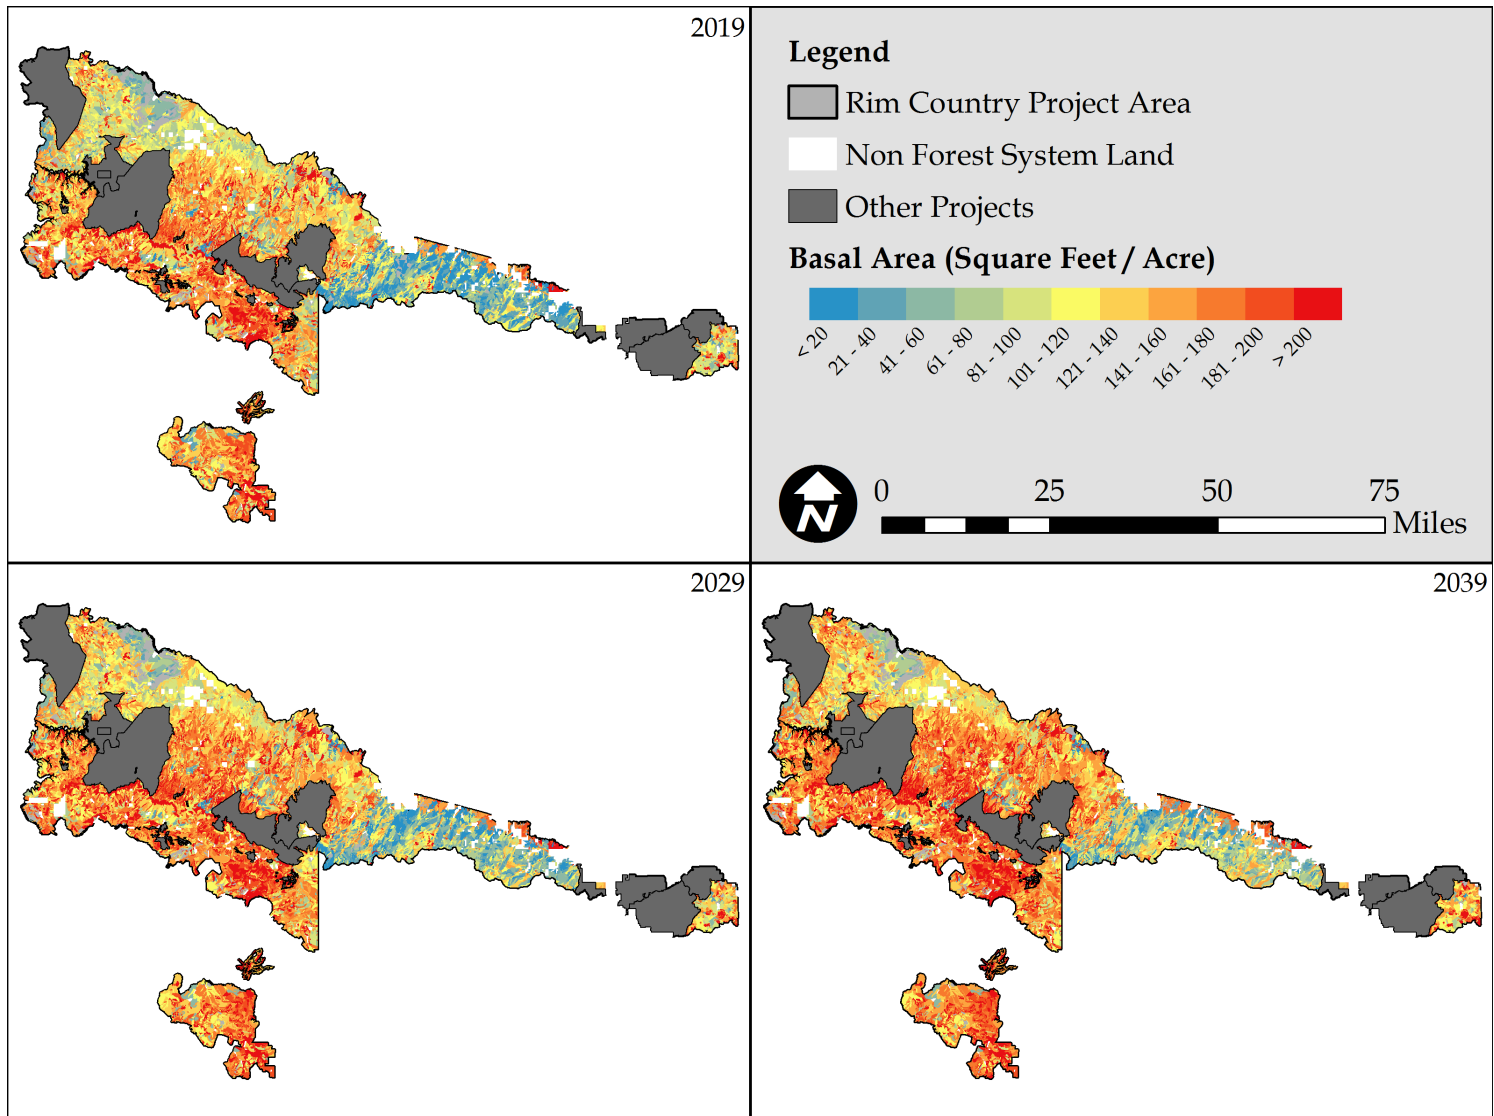 2019
Legend
Rim Country Project Area
Non Forest System Land
Other Projects
Basal Area (Square Feet / Acre)
< 20
21 - 40
41 - 60
61 - 80
81 - 100
101 - 120
121 - 140
141 - 160
161 - 180
181 - 200
> 200
N
0 25 50 75
Miles
2029
2039